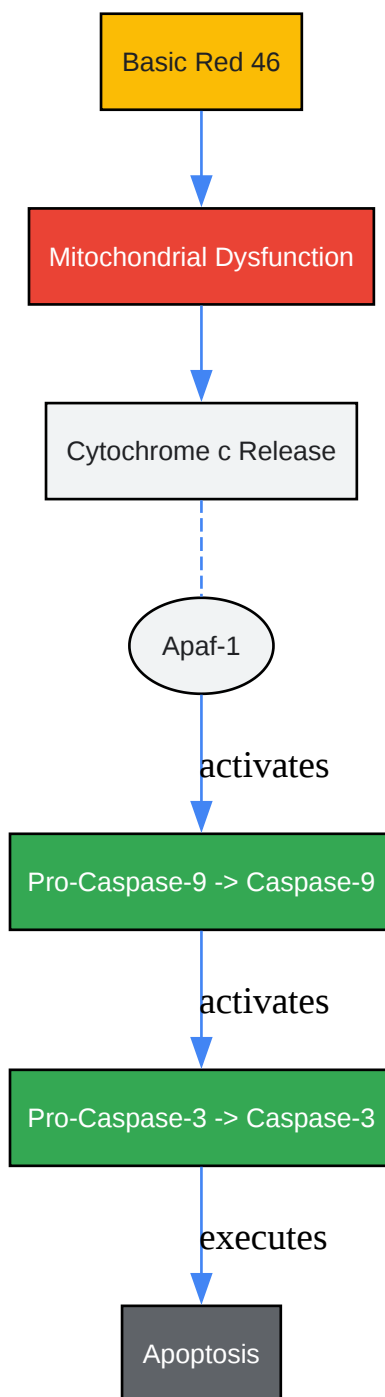 Basic Red 46
Mitochondrial Dysfunction
Cytochrome c Release
Apaf-1
activates
Pro-Caspase-9 -> Caspase-9
activates
Pro-Caspase-3 -> Caspase-3
executes
Apoptosis